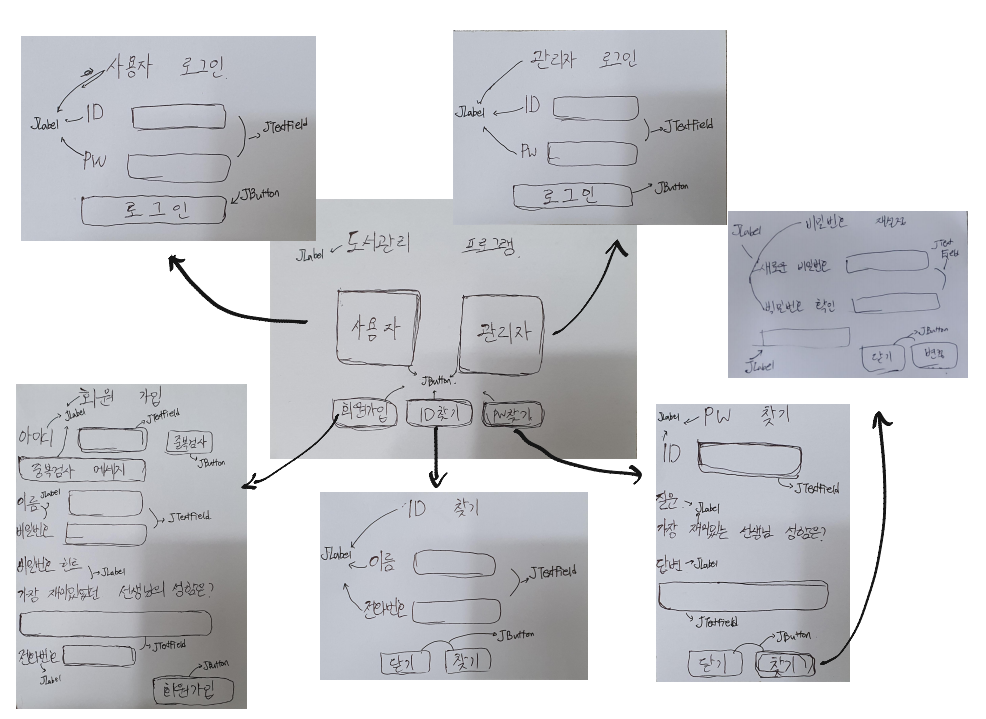 사용자 로그인
JLabel
ID
JTextField
PW
JButton
로그인
관리자 로그인
JLabel
ID
JTextField
PW
로그인
JButton
JLabel
도서관리 프로그램
사용자
관리자
JButton
회원가입
ID찾기
PW찾기
비밀번호 재설정
JLabel
JText
Field
새로운 비밀번호
비밀번호 확인
JButton
닫기
변경
JLabel
회원 가입
JLabel
JTextField
아이디
중복검사
JButton
중복검사 메세지
이름
JLabel
JTextField
비밀번호
비밀번호 힌트
JLabel
가장 재미있었던 선생님의 성함은?
JTextField
전화번호
JLabel
JButton
회원가입
ID 찾기
JLabel
이름
JTextField
전화번호
JButton
닫기
찾기
JLabel
PW 찾기
ID
JTextField
질문
JLabel
가장 재미있는 선생님 성함은?
답변
JLabel
JTextField
JButton
닫기
찾기